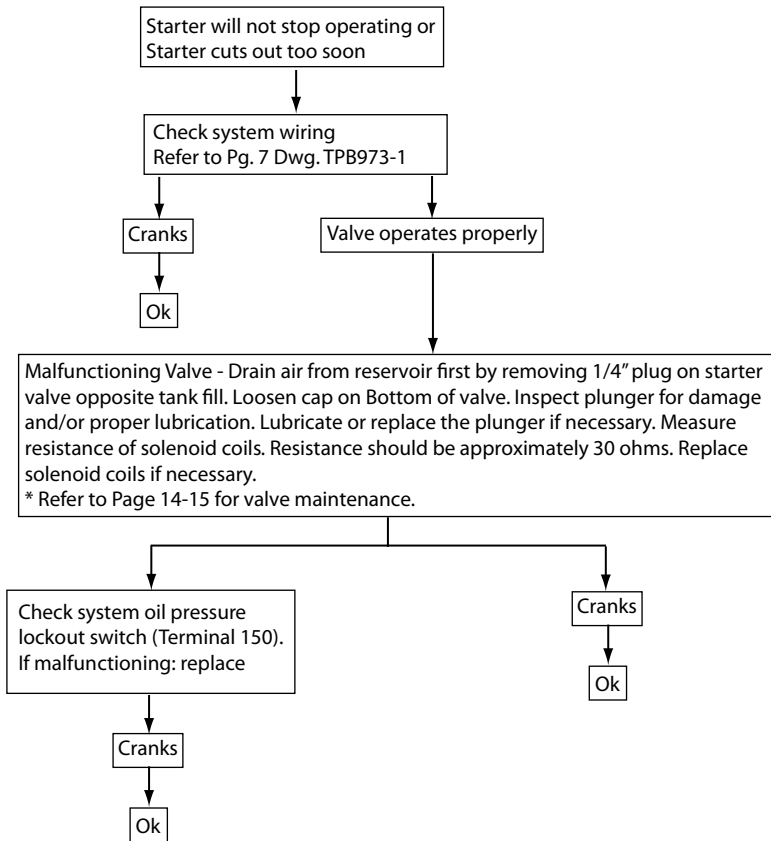 Starter will not stop operating or
Starter cuts out too soon
Check system wiring
Refer to Pg. 7 Dwg. TPB973-1
Cranks
Valve operates properly
Ok
Malfunctioning Valve - Drain air from reservoir first by removing 1/4” plug on starter
valve opposite tank fill. Loosen cap on Bottom of valve. Inspect plunger for damage
and/or proper lubrication. Lubricate or replace the plunger if necessary. Measure
resistance of solenoid coils. Resistance should be approximately 30 ohms. Replace
solenoid coils if necessary.
* Refer to Page 14-15 for valve maintenance.
Check system oil pressure
lockout switch (Terminal 150).
If malfunctioning: replace
Cranks
Ok
Cranks
Ok